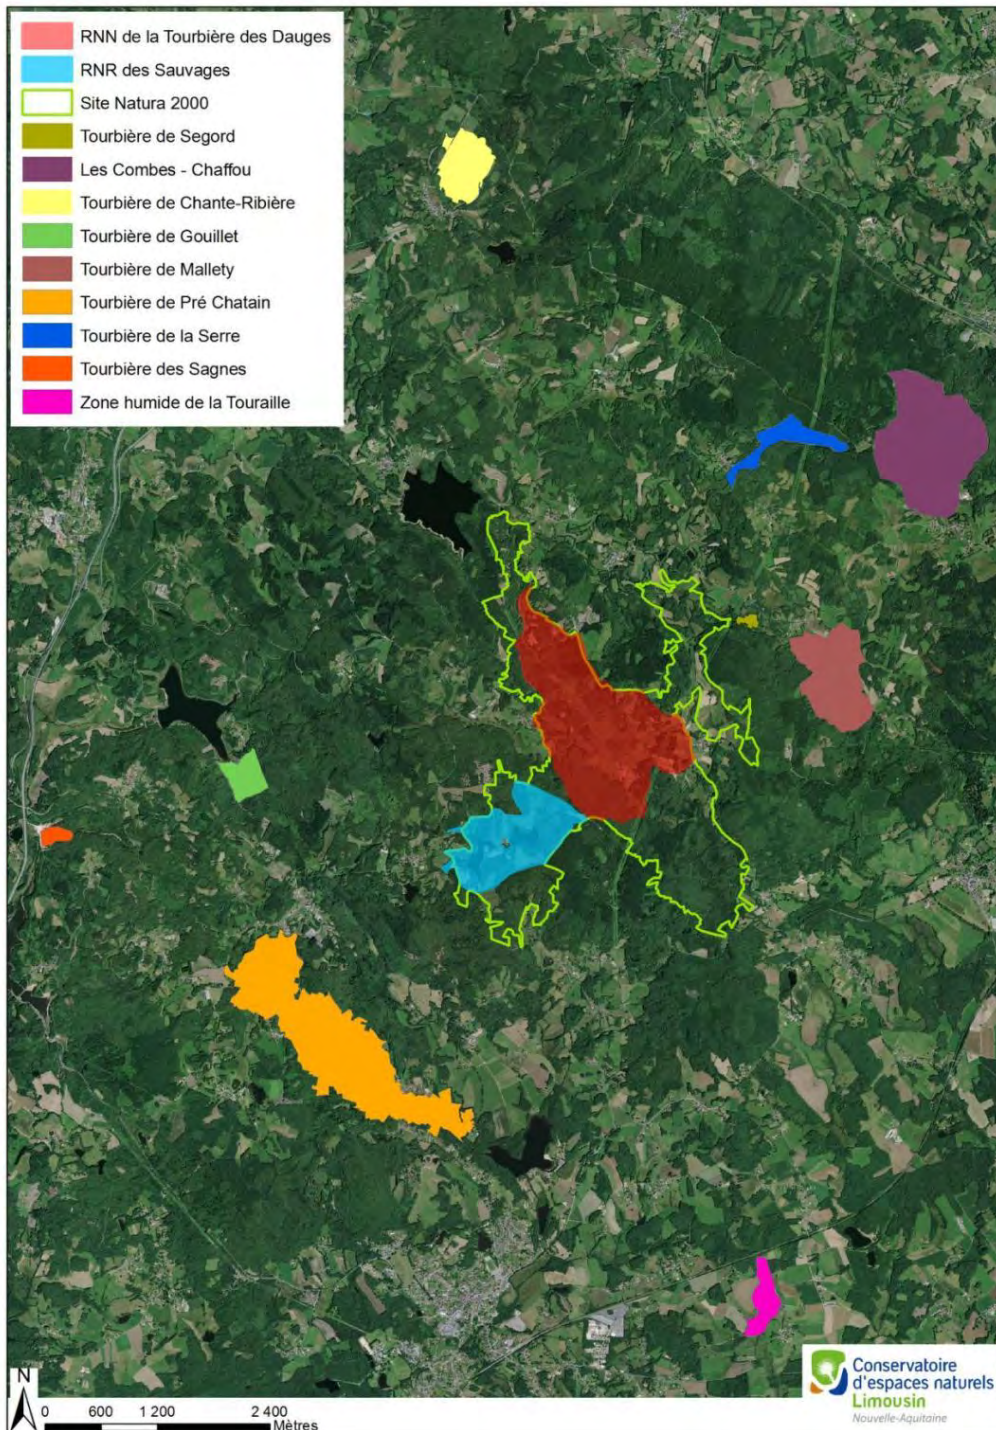 RNN de la Tourbière des Dauges
RNR des Sauvages
Site Natura 2000
Tourbière de Segord
Les Combes - Chaffou
Tourbière de Chante-Ribière
Tourbière de Gouillet
Tourbière de Mallety
Tourbière de Pré Chatain
Tourbière de la Serre
Tourbière des Sagnes
Zone humide de la Touraille
Conservatoire
d'espaces naturels
Limousin
Nouvelle-Aquitaine
N
0 600 1 200 2 400
Mètres